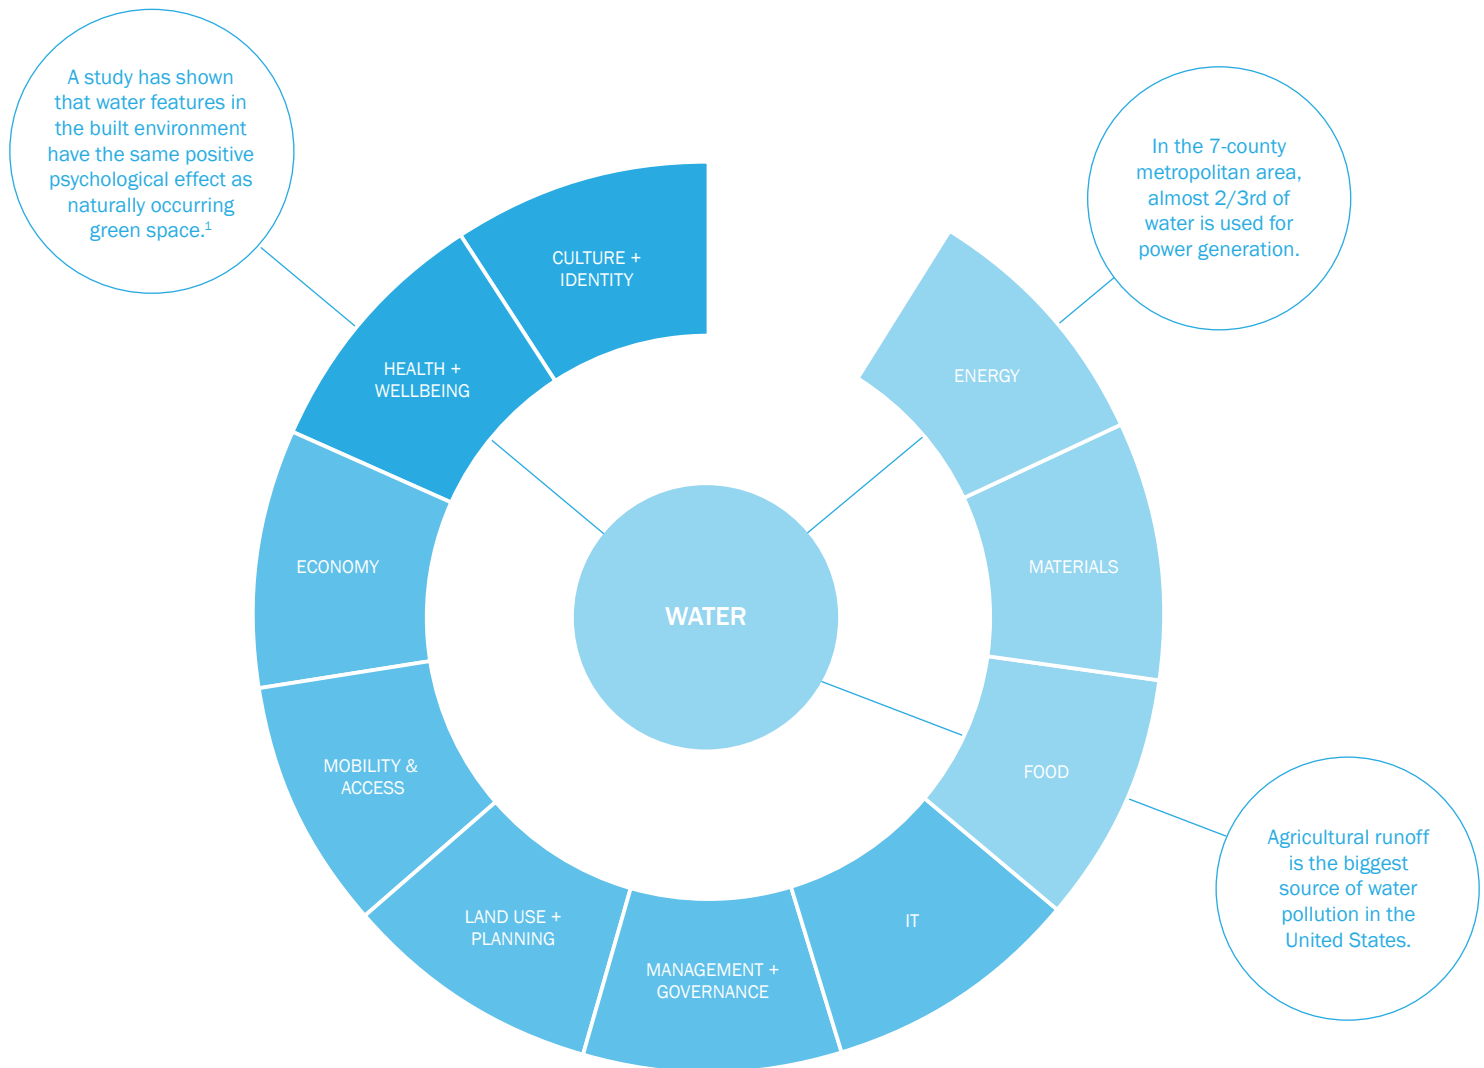 A study has shown
that water features in
the built environment
have the same positive
psychological effect as
naturally occurring
green space.¹
In the 7-county
metropolitan area,
almost 2/3rd of
water is used for
power generation.
CULTURE +
IDENTITY
HEALTH +
WELLBEING
ENERGY
ECONOMY
MATERIALS
WATER
MOBILITY &
ACCESS
FOOD
LAND USE +
PLANNING
IT
MANAGEMENT +
GOVERNANCE
Agricultural runoff
is the biggest
source of water
pollution in the
United States.